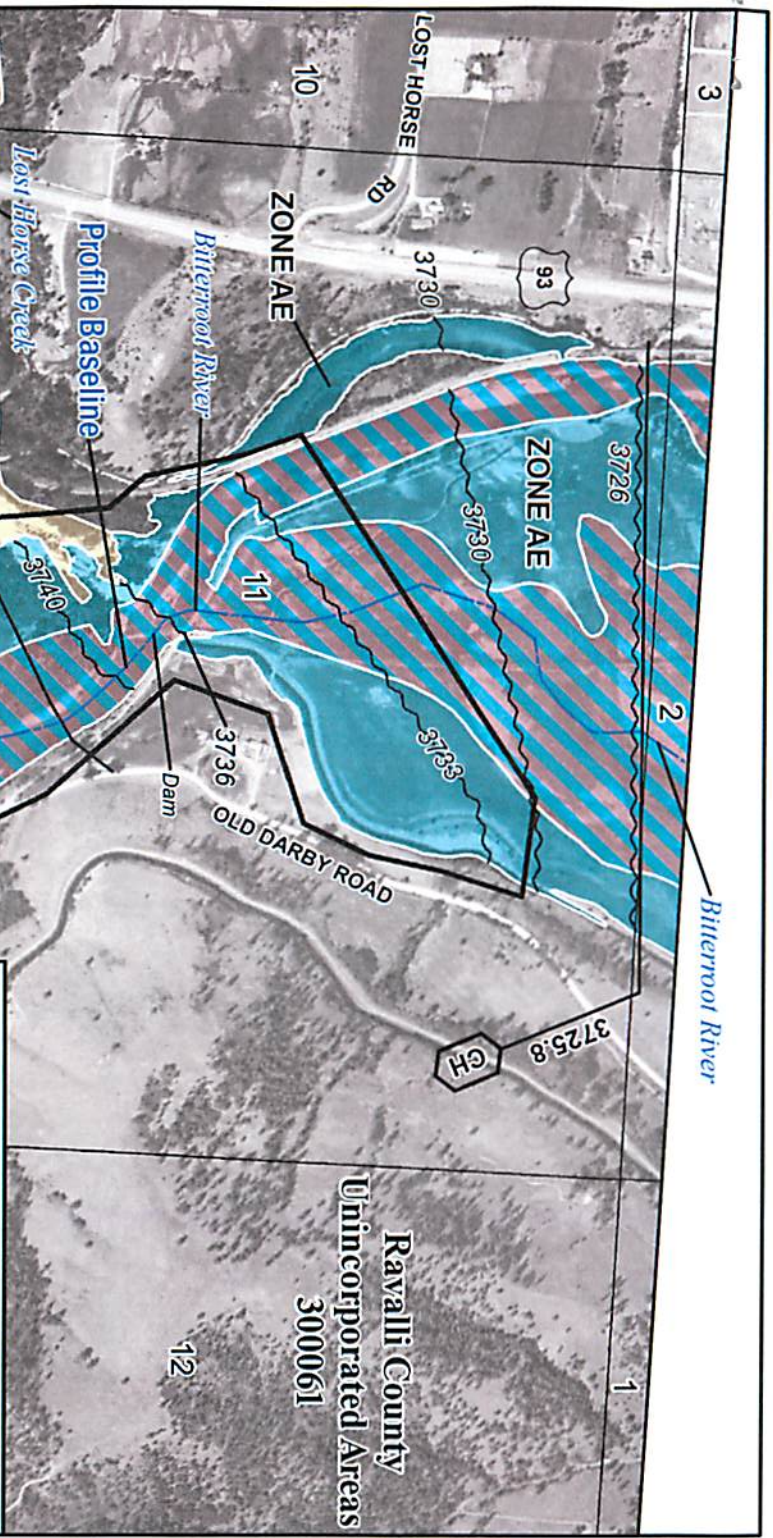 3
2
1
LOST HORSE
RD
10
93
3730
3726
ZONE AE
ZONE AE
3730
Bitterroot River
Bitterroot River
Profile Baseline
Lost Horse Creek
11
3733
3740
3736
Dam
OLD DARBY ROAD
3725.8
CH
Ravalli County
Unincorporated Areas
300061
12